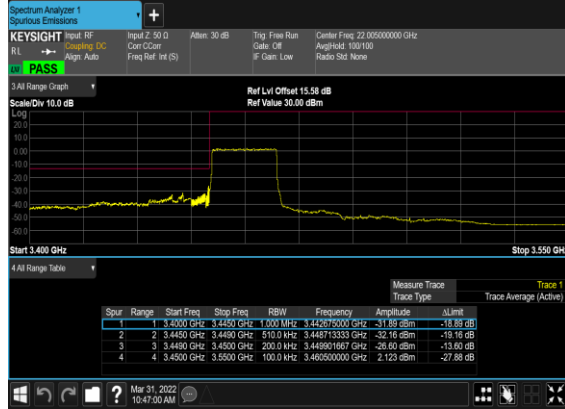 Spectrum Analyzer 1
Spurious Emissions
+
KEYSIGHT Input: RF Input Z: 50 Ω Atten: 30 dB Trig: Free Run Center Freq: 22.005000000 GHz
RL Coupling: DC Corr CCorr Gate: Off Avg|Hold: 100/100
Align: Auto Freq Ref: Int (S) IF Gain: Low Radio Std: None
PASS
3 All Range Graph
Ref Lvl Offset 15.58 dB
Scale/Div 10.0 dB Ref Value 30.00 dBm
Log
20.0
10.0
0.00
-10.0
-20.0
-30.0
-40.0
-50.0
-60.0
Start 3.400 GHz Stop 3.550 GHz
4 All Range Table
Measure Trace Trace 1
Trace Type Trace Average (Active)
Spur Range Start Freq Stop Freq RBW Frequency Amplitude ΔLimit
1 1 3.4000 GHz 3.4450 GHz 1.000 MHz 3.442675000 GHz -31.89 dBm -18.89 dB
2 2 3.4450 GHz 3.4490 GHz 510.0 kHz 3.448713333 GHz -32.16 dBm -19.16 dB
3 3 3.4490 GHz 3.4500 GHz 200.0 kHz 3.449901667 GHz -26.60 dBm -13.60 dB
4 4 3.4500 GHz 3.5500 GHz 100.0 kHz 3.460500000 GHz 2.123 dBm -27.88 dB
?
Mar 31, 2022
10:47:00 AM